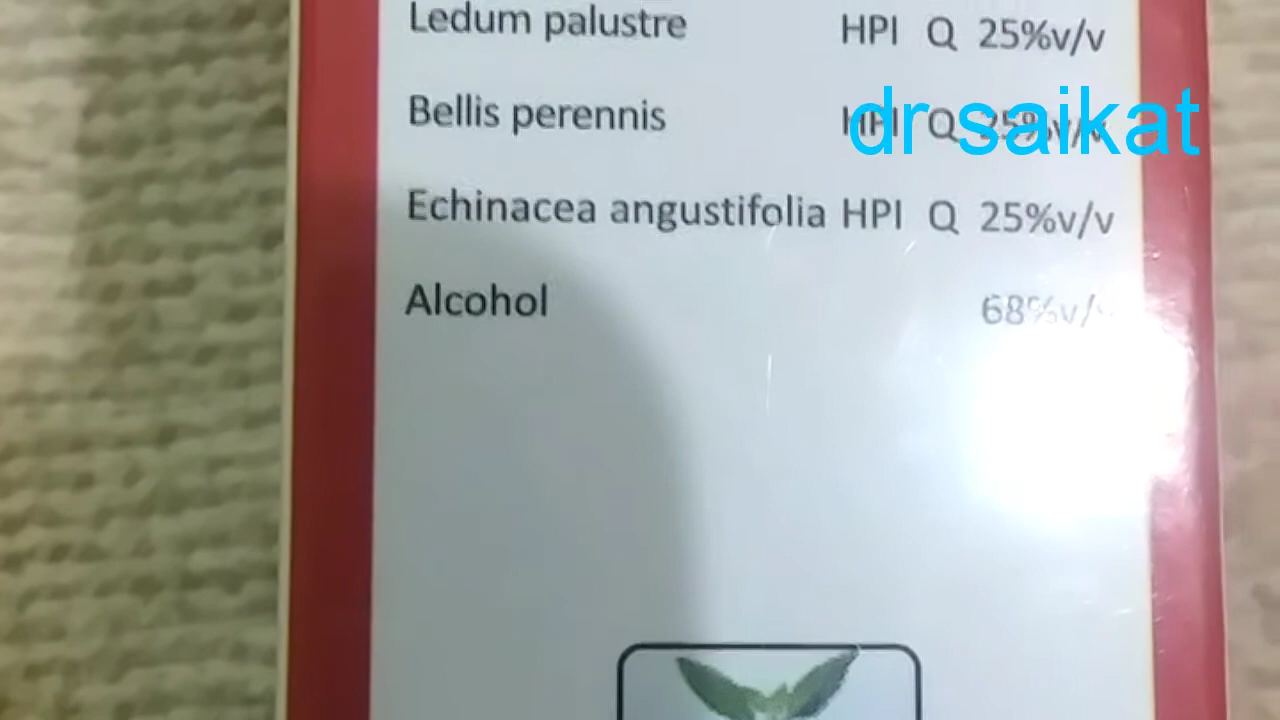 Ledum palustre HPI Q 25%v/v
Bellis perennis HPI Q 25%v/v
dr saikat
Echinacea angustifolia HPI Q 25%v/v
Alcohol 68%v/v